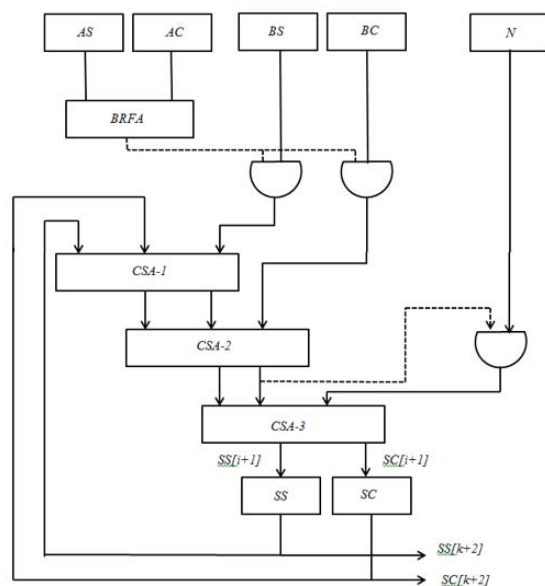 AS AC BS BC N
BRFA
CSA-1
CSA-2
CSA-3
SS[i+1] SC[i+1]
SS SC
SS[k+2]
SC[k+2]